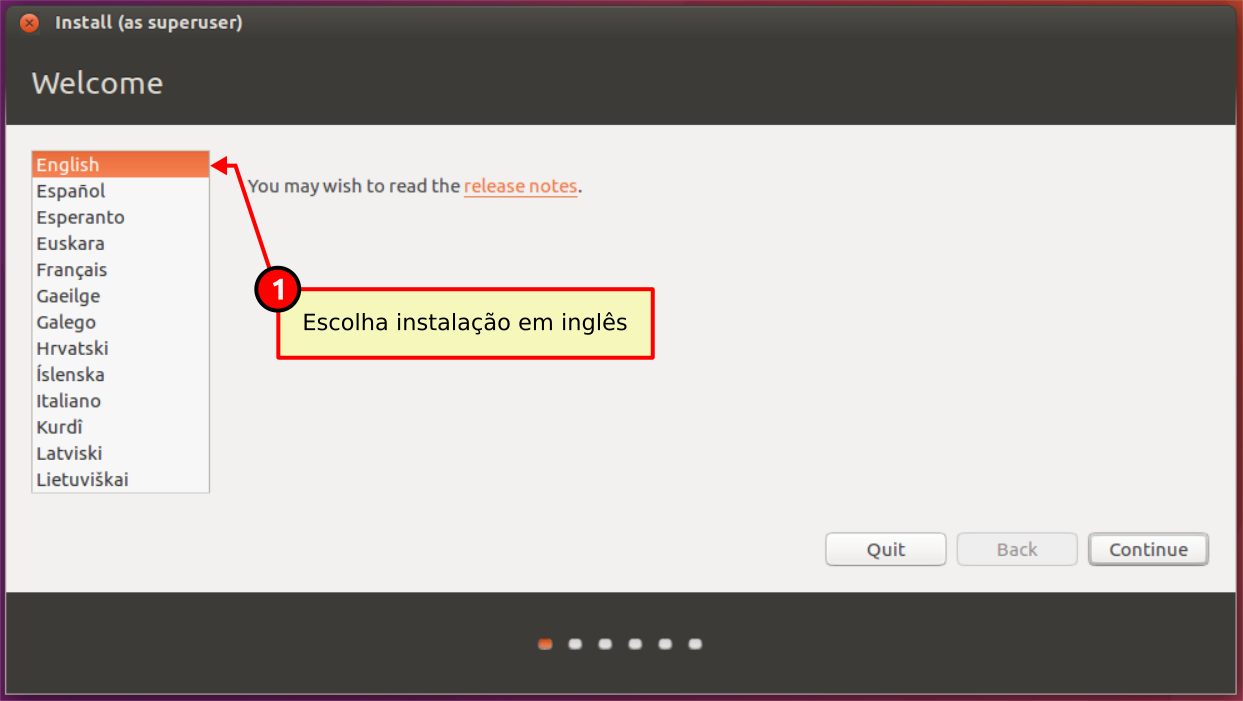 Install (as superuser)
Welcome
English
Español
Esperanto
Euskara
Français
Gaeilge
Galego
Hrvatski
Íslenska
Italiano
Kurdî
Latviski
Lietuviškai
You may wish to read the release notes.
1
Escolha instalação em inglês
Quit
Back
Continue